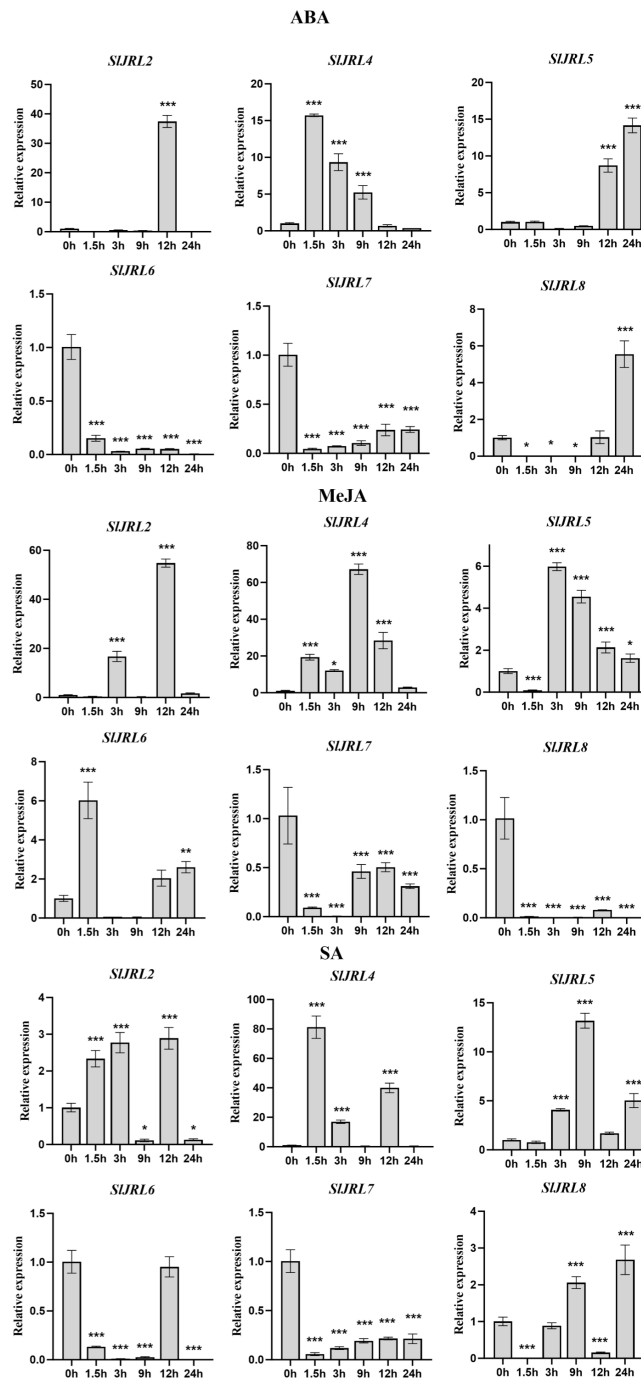 ABA
SlJRL2
Relative expression
50
40
30
20
10
0
***
0h 1.5h 3h 9h 12h 24h
SlJRL4
Relative expression
20
15
10
5
0
*** *** ***
0h 1.5h 3h 9h 12h 24h
SlJRL5
Relative expression
20
15
10
5
0
*** ***
0h 1.5h 3h 9h 12h 24h
SlJRL6
Relative expression
1.5
1.0
0.5
0.0
*** *** *** *** ***
0h 1.5h 3h 9h 12h 24h
SlJRL7
Relative expression
1.5
1.0
0.5
0.0
*** *** *** *** ***
0h 1.5h 3h 9h 12h 24h
SlJRL8
Relative expression
8
6
4
2
0
* * * ***
0h 1.5h 3h 9h 12h 24h
MeJA
SlJRL2
Relative expression
60
40
20
0
*** ***
0h 1.5h 3h 9h 12h 24h
SlJRL4
Relative expression
80
60
40
20
0
*** * *** ***
0h 1.5h 3h 9h 12h 24h
SlJRL5
Relative expression
6
4
2
0
*** *** *** *** *
0h 1.5h 3h 9h 12h 24h
SlJRL6
Relative expression
8
6
4
2
0
*** **
0h 1.5h 3h 9h 12h 24h
SlJRL7
Relative expression
1.5
1.0
0.5
0.0
*** *** *** *** ***
0h 1.5h 3h 9h 12h 24h
SlJRL8
Relative expression
1.5
1.0
0.5
0.0
*** *** *** *** ***
0h 1.5h 3h 9h 12h 24h
SA
SlJRL2
Relative expression
4
3
2
1
0
*** *** * *** *
0h 1.5h 3h 9h 12h 24h
SlJRL4
Relative expression
100
80
60
40
20
0
*** *** ***
0h 1.5h 3h 9h 12h 24h
SlJRL5
Relative expression
15
10
5
0
*** *** ***
0h 1.5h 3h 9h 12h 24h
SlJRL6
Relative expression
1.5
1.0
0.5
0.0
*** *** *** ***
0h 1.5h 3h 9h 12h 24h
SlJRL7
Relative expression
1.5
1.0
0.5
0.0
*** *** *** *** ***
0h 1.5h 3h 9h 12h 24h
SlJRL8
Relative expression
4
3
2
1
0
*** *** *** ***
0h 1.5h 3h 9h 12h 24h